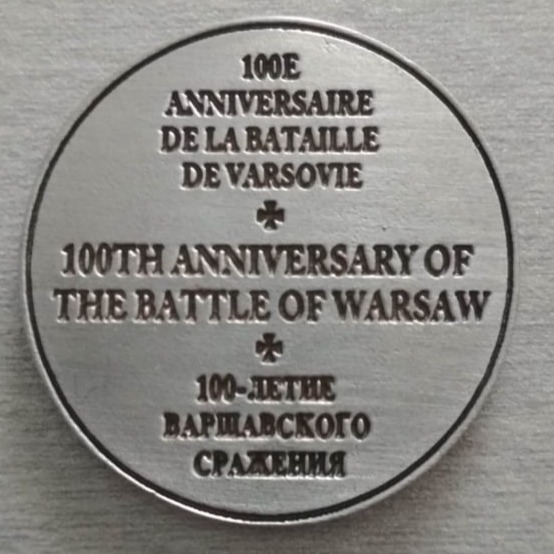 100E
ANNIVERSAIRE
DE LA BATAILLE
DE VARSOVIE
100TH ANNIVERSARY OF
THE BATTLE OF WARSAW
100-ЛЕТИЕ
ВАРШАВСКОГО
СРАЖЕНИЯ